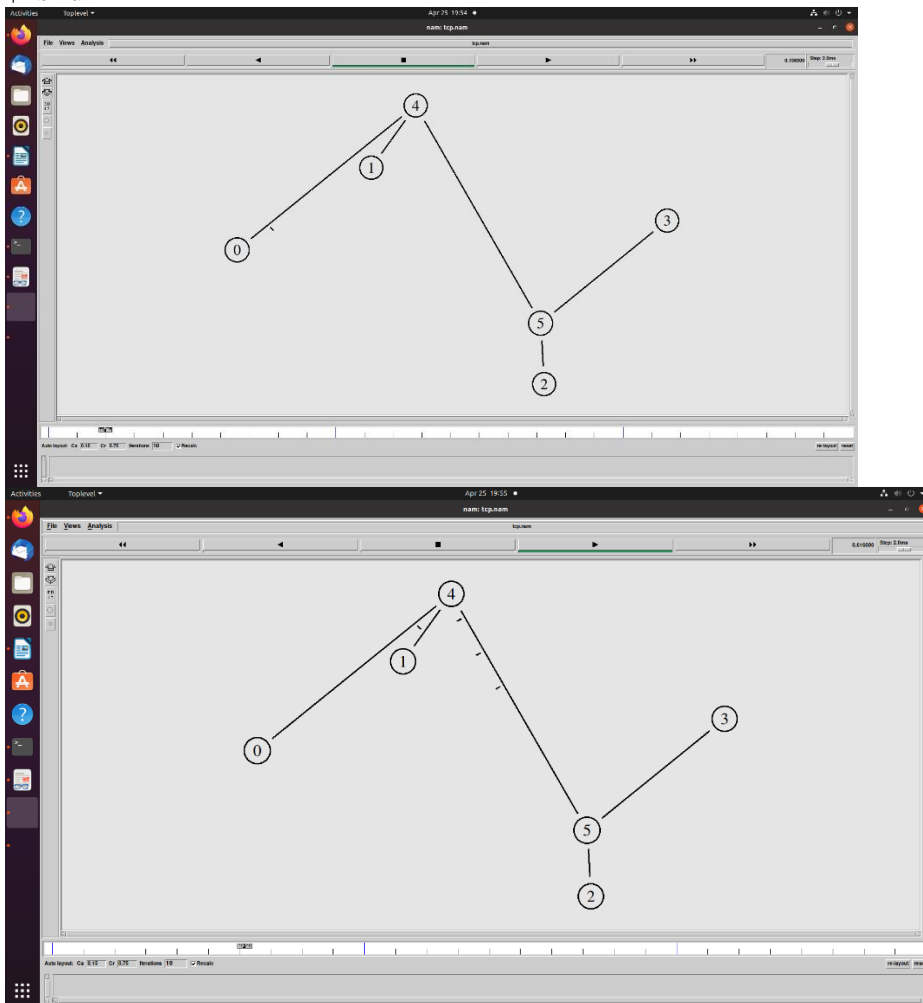 Activities Toplevel Apr 25 19:54
nam: tcp.nam
File Views Analysis tcp.nam
0.100000 Step: 2.0ms
4
1
3
0
5
2
Auto layout: Ca 0.15 Cr 0.75 Iterations 10 Recalc re-layout reset
Activities Toplevel Apr 25 19:55
nam: tcp.nam
File Views Analysis tcp.nam
Step: 2.0ms
4
1
3
0
5
2
Auto layout: Ca 0.15 Cr 0.75 Iterations 10 Recalc re-layout